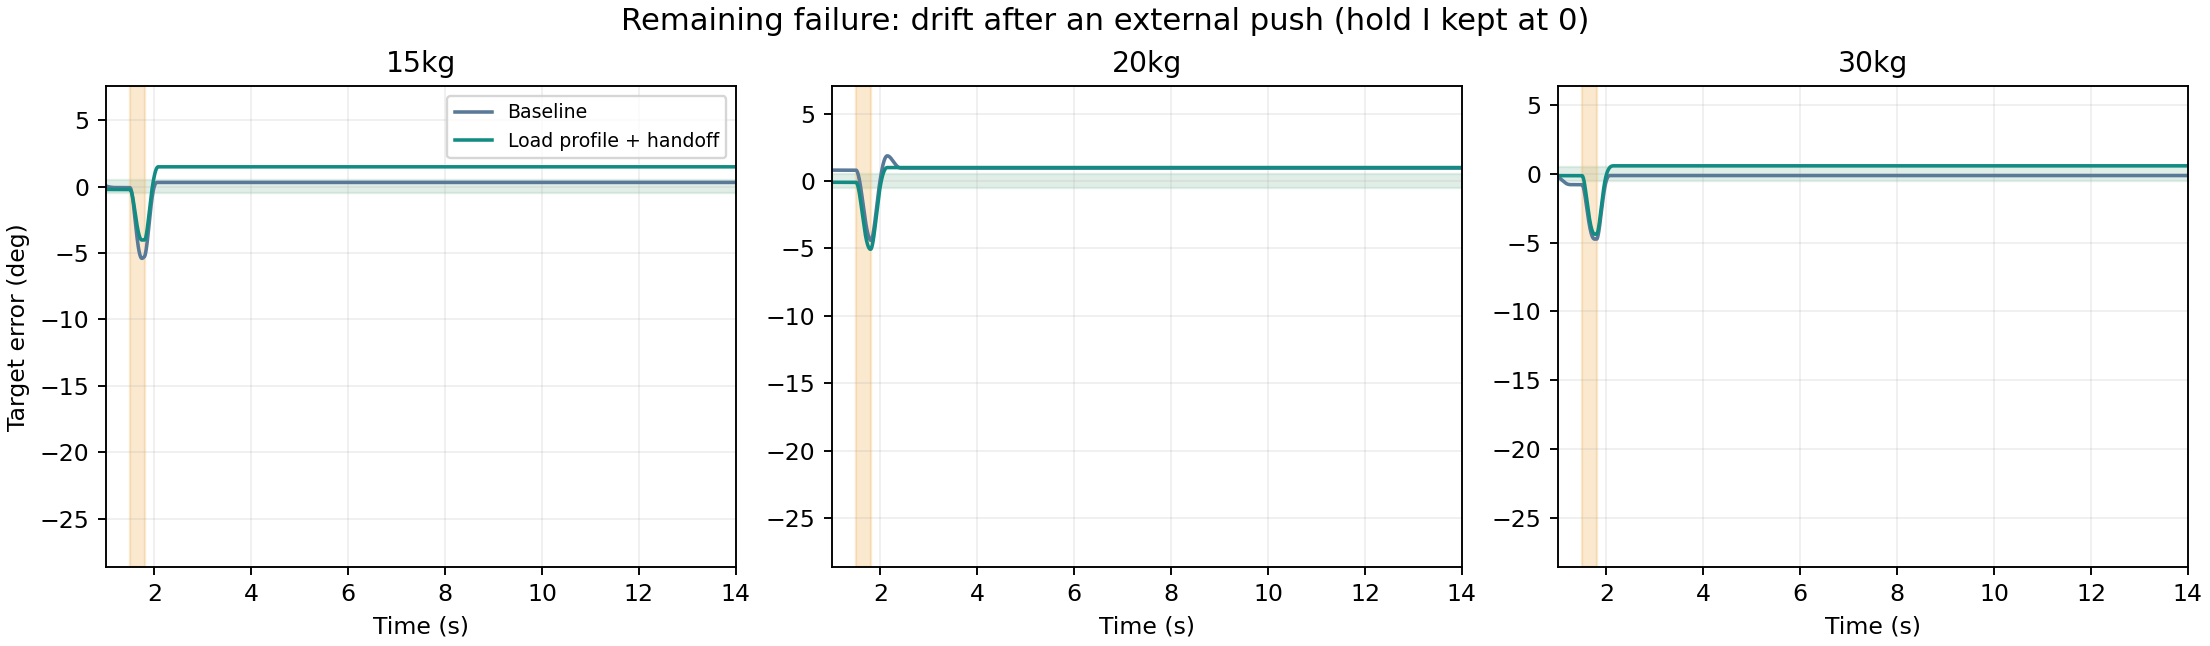 Remaining failure: drift after an external push (hold I kept at 0)
15kg
20kg
30kg
Baseline
Load profile + handoff
Target error (deg)
5
0
−5
−10
−15
−20
−25
2 4 6 8 10 12 14
Time (s)
5
0
−5
−10
−15
−20
−25
2 4 6 8 10 12 14
Time (s)
5
0
−5
−10
−15
−20
−25
2 4 6 8 10 12 14
Time (s)